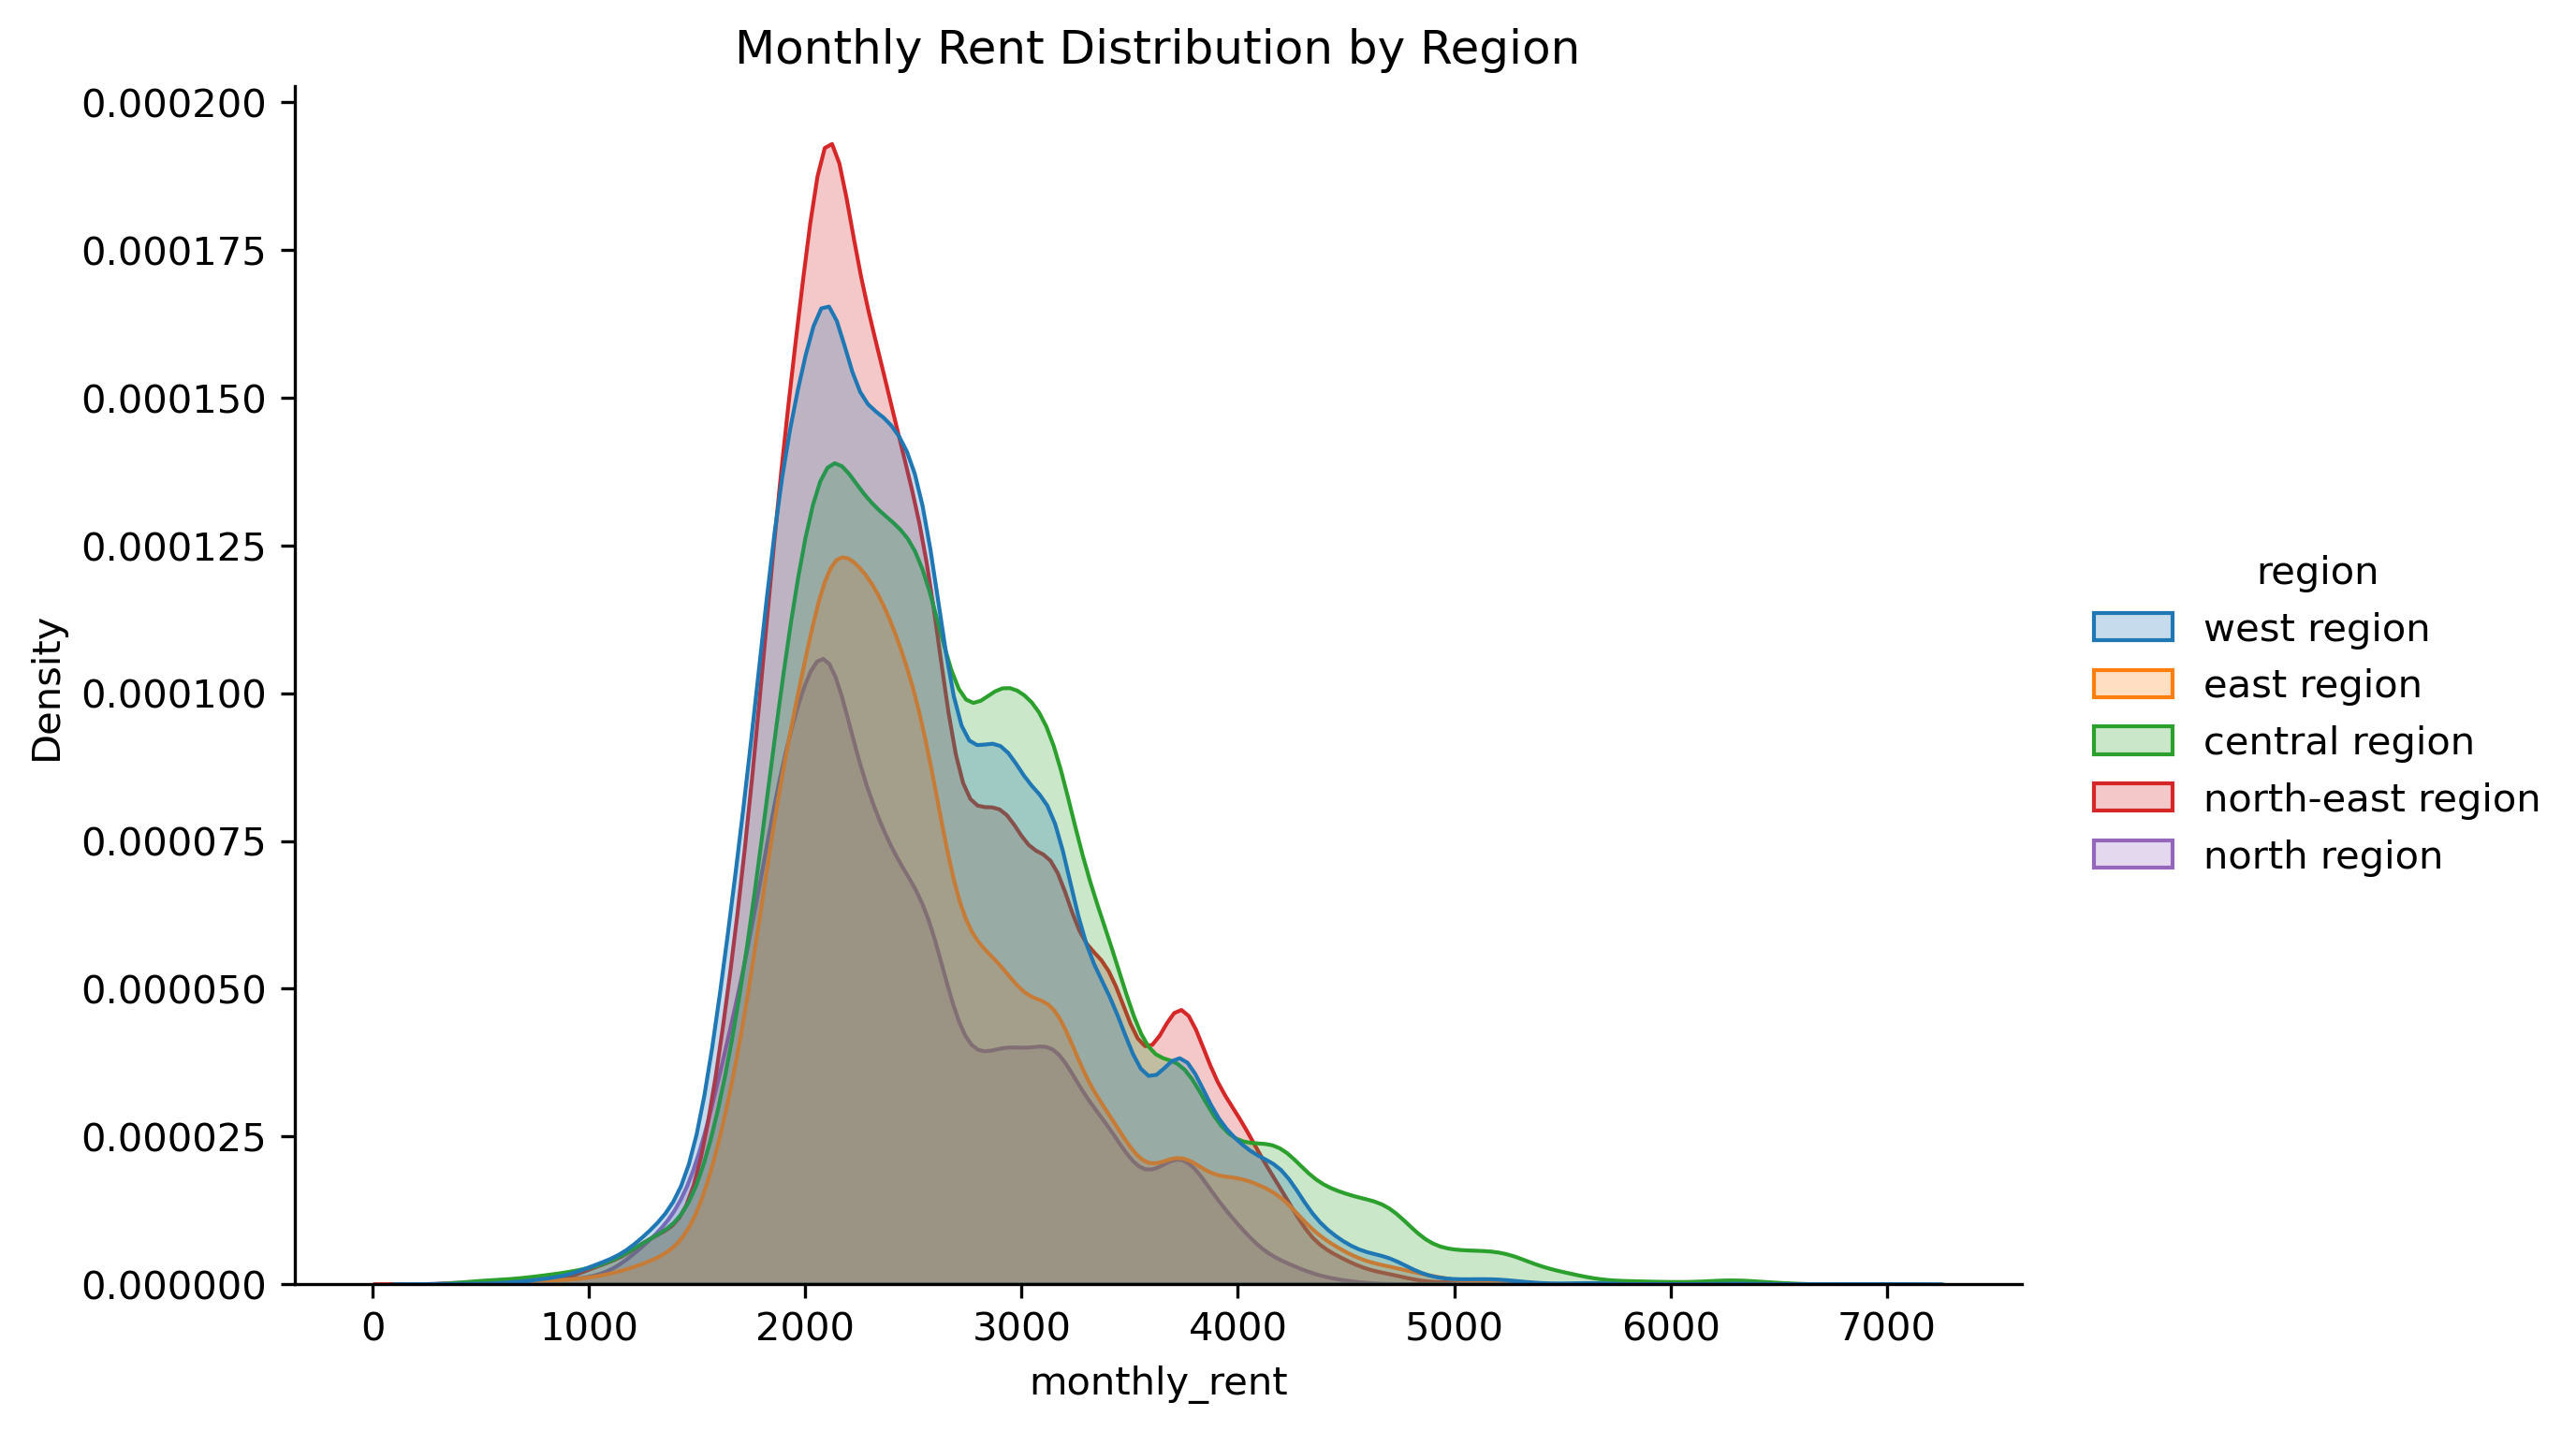 Monthly Rent Distribution by Region
0.000200
0.000175
0.000150
0.000125
0.000100
0.000075
0.000050
0.000025
0.000000
Density
0 1000 2000 3000 4000 5000 6000 7000
monthly_rent
region
west region
east region
central region
north-east region
north region